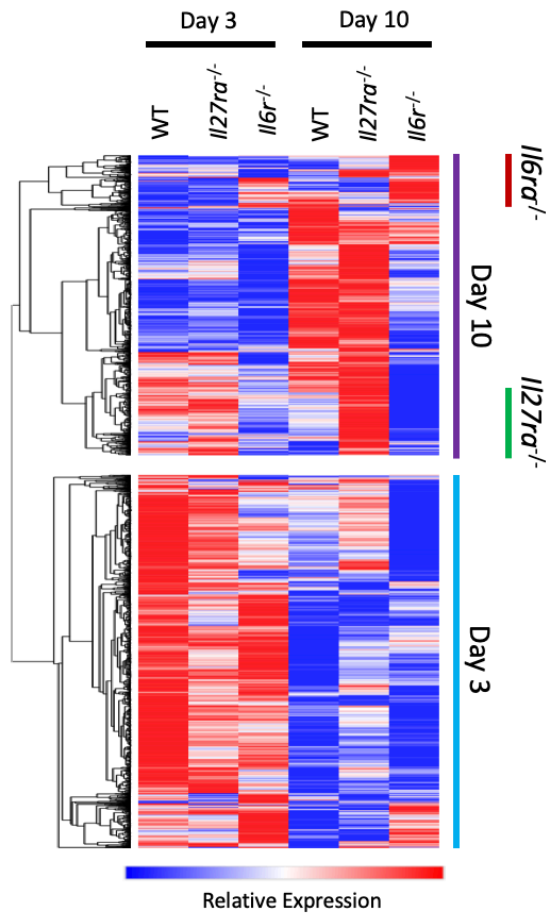 Day 3
Day 10
WT
Il27ra-/-
Il6r-/-
WT
Il27ra-/-
Il6r-/-
Il6ra-/-
Day 10
Il27ra-/-
Day 3
Relative Expression